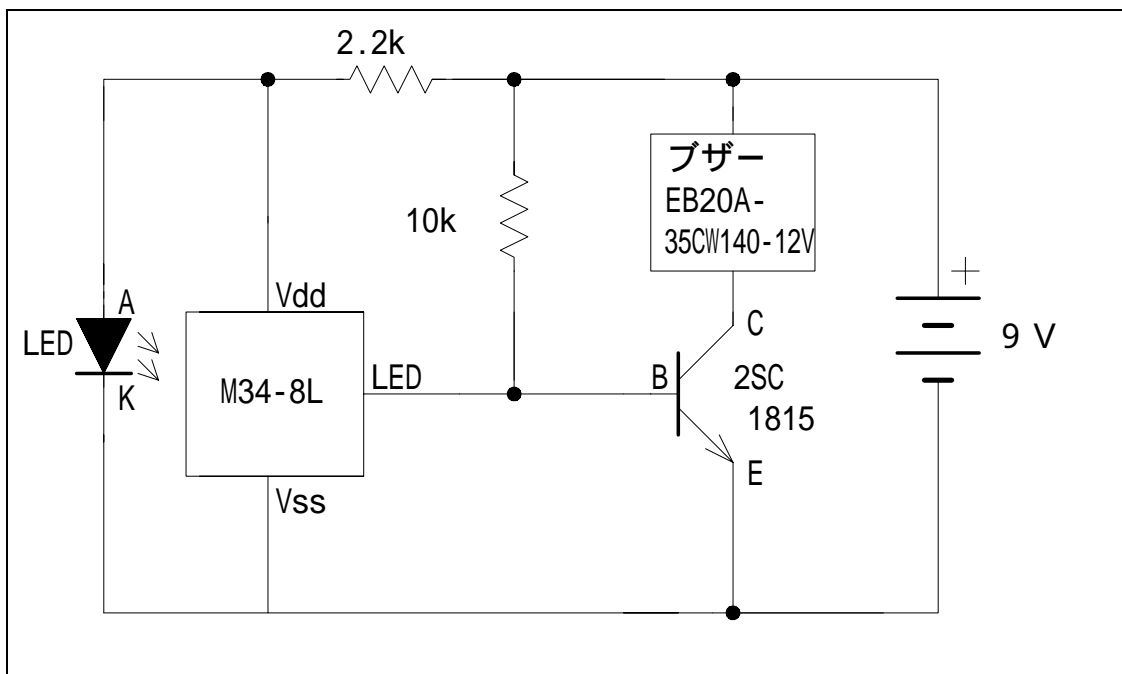 2.2k
ブザー
EB20A-
35CW140-12V
10k
+
A
Vdd
LED
K
M34-8L
LED
Vss
B
C
2SC
1815
E
9 V